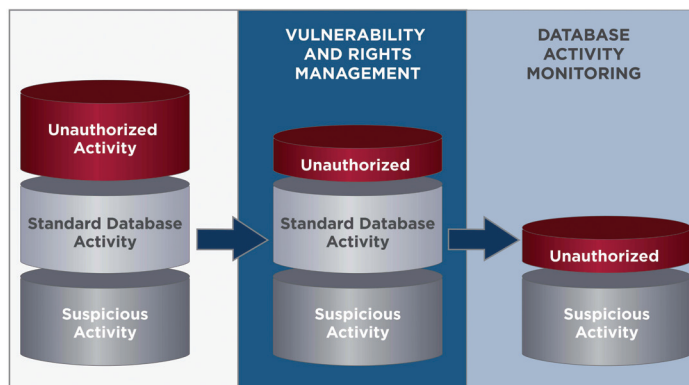 VULNERABILITY
AND RIGHTS
MANAGEMENT
DATABASE
ACTIVITY
MONITORING
Unauthorized
Activity
Standard Database
Activity
Suspicious
Activity
Unauthorized
Standard Database
Activity
Suspicious
Activity
Unauthorized
Suspicious
Activity